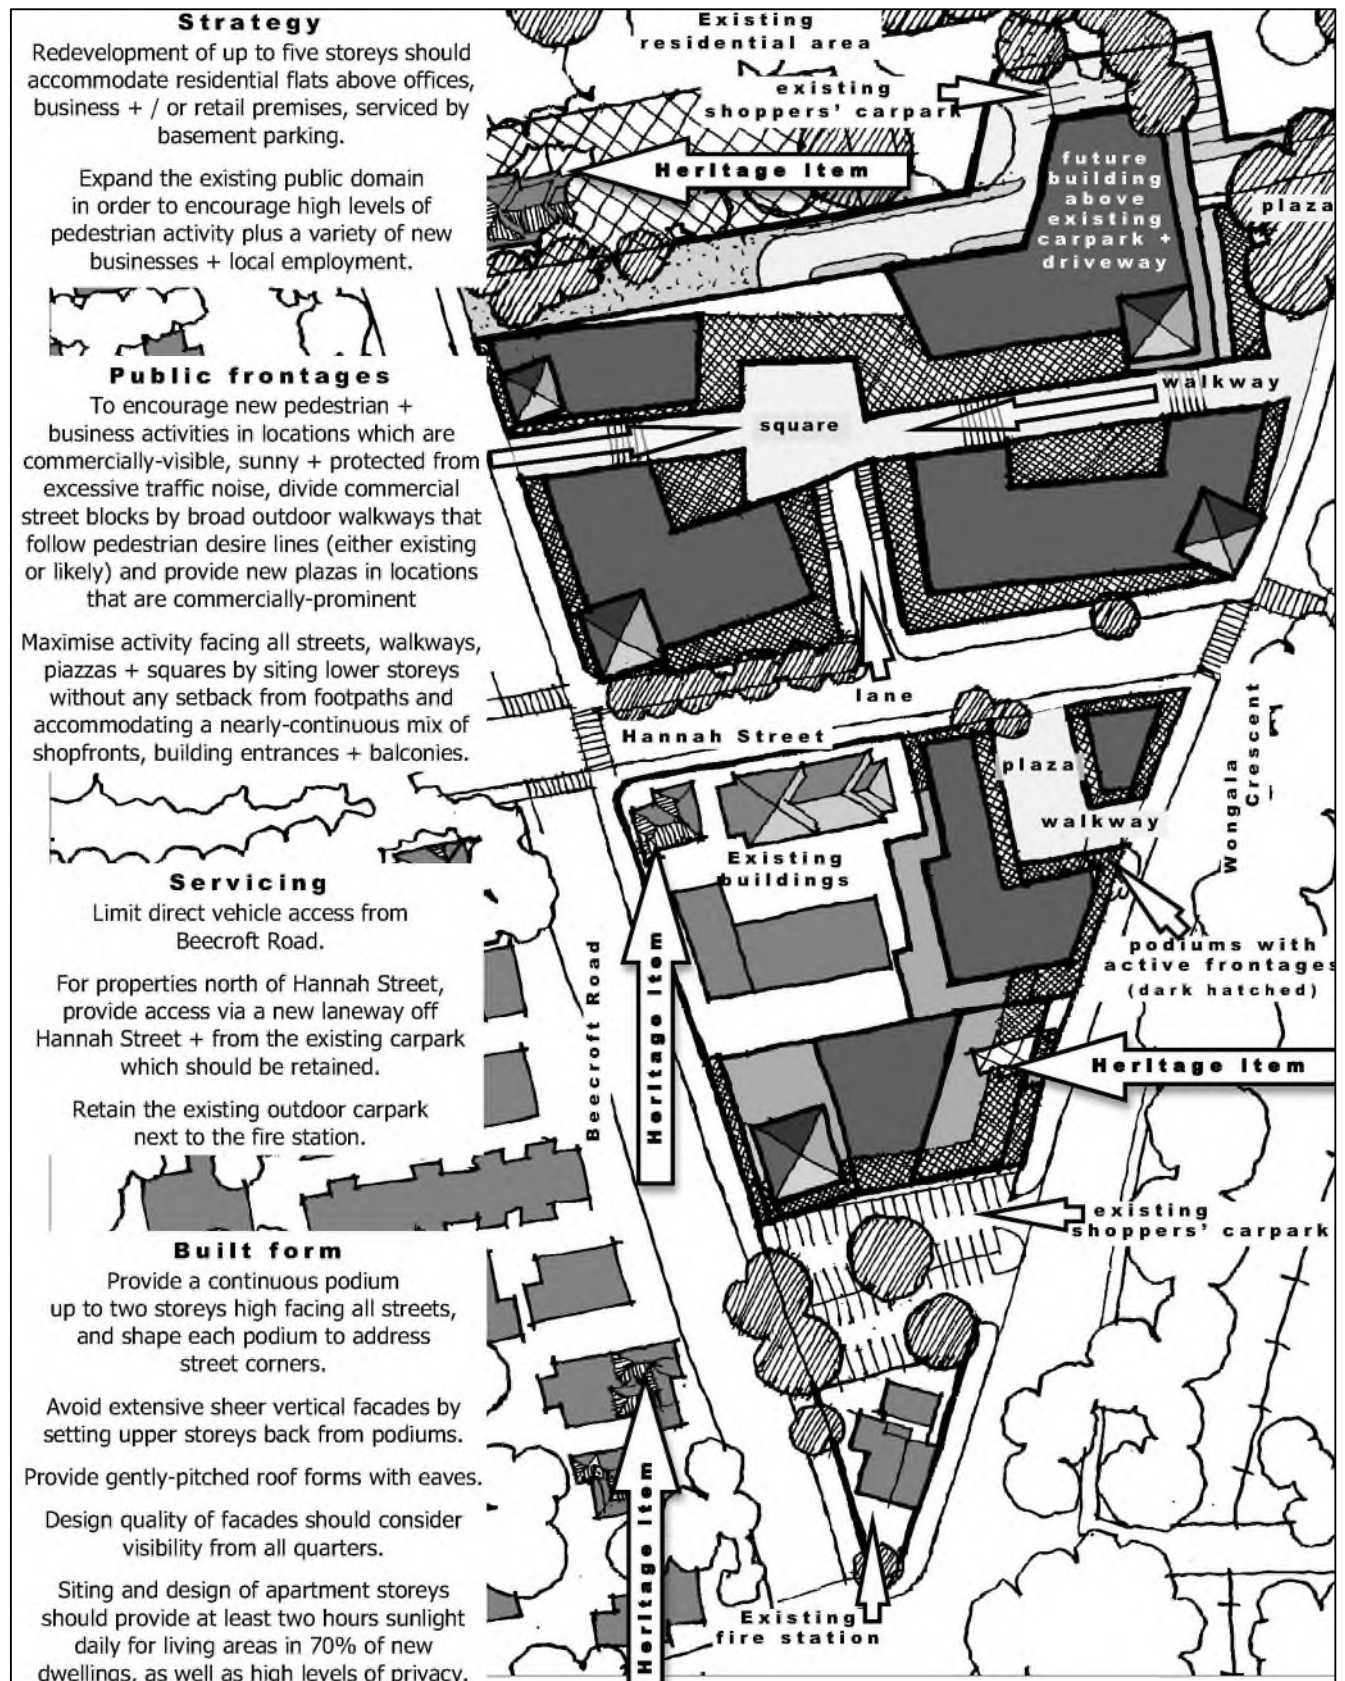 Strategy
Redevelopment of up to five storeys should
accommodate residential flats above offices,
business + / or retail premises, serviced by
basement parking.
Expand the existing public domain
in order to encourage high levels of
pedestrian activity plus a variety of new
businesses + local employment.
Public frontages
To encourage new pedestrian +
business activities in locations which are
commercially-visible, sunny + protected from
excessive traffic noise, divide commercial
street blocks by broad outdoor walkways that
follow pedestrian desire lines (either existing
or likely) and provide new plazas in locations
that are commercially-prominent
Maximise activity facing all streets, walkways,
piazzas + squares by siting lower storeys
without any setback from footpaths and
accommodating a nearly-continuous mix of
shopfronts, building entrances + balconies.
Servicing
Limit direct vehicle access from
Beecroft Road.
For properties north of Hannah Street,
provide access via a new laneway off
Hannah Street + from the existing carpark
which should be retained.
Retain the existing outdoor carpark
next to the fire station.
Built form
Provide a continuous podium
up to two storeys high facing all streets,
and shape each podium to address
street corners.
Avoid extensive sheer vertical facades by
setting upper storeys back from podiums.
Provide gently-pitched roof forms with eaves.
Design quality of facades should consider
visibility from all quarters.
Siting and design of apartment storeys
should provide at least two hours sunlight
daily for living areas in 70% of new
dwellings, as well as high levels of privacy.
Existing
residential area
existing
shoppers' carpark
Heritage Item
future
building
above
existing
carpark +
driveway
plaza
walkway
square
lane
Hannah Street
plaza
walkway
Wongala
Crescent
Existing
buildings
podiums with
active frontages
(dark hatched)
Beecroft Road
Heritage Item
Heritage Item
existing
shoppers' carpark
Heritage Item
Existing
fire station